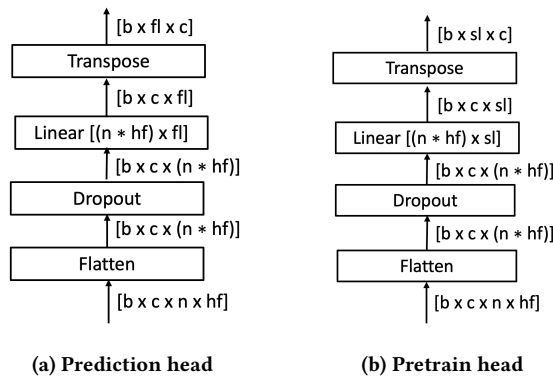 [b x fl x c]
Transpose
[b x c x fl]
Linear [(n * hf) x fl]
[b x c x (n * hf)]
Dropout
[b x c x (n * hf)]
Flatten
[b x c x n x hf]
(a) Prediction head
[b x sl x c]
Transpose
[b x c x sl]
Linear [(n * hf) x sl]
[b x c x (n * hf)]
Dropout
[b x c x (n * hf)]
Flatten
[b x c x n x hf]
(b) Pretrain head